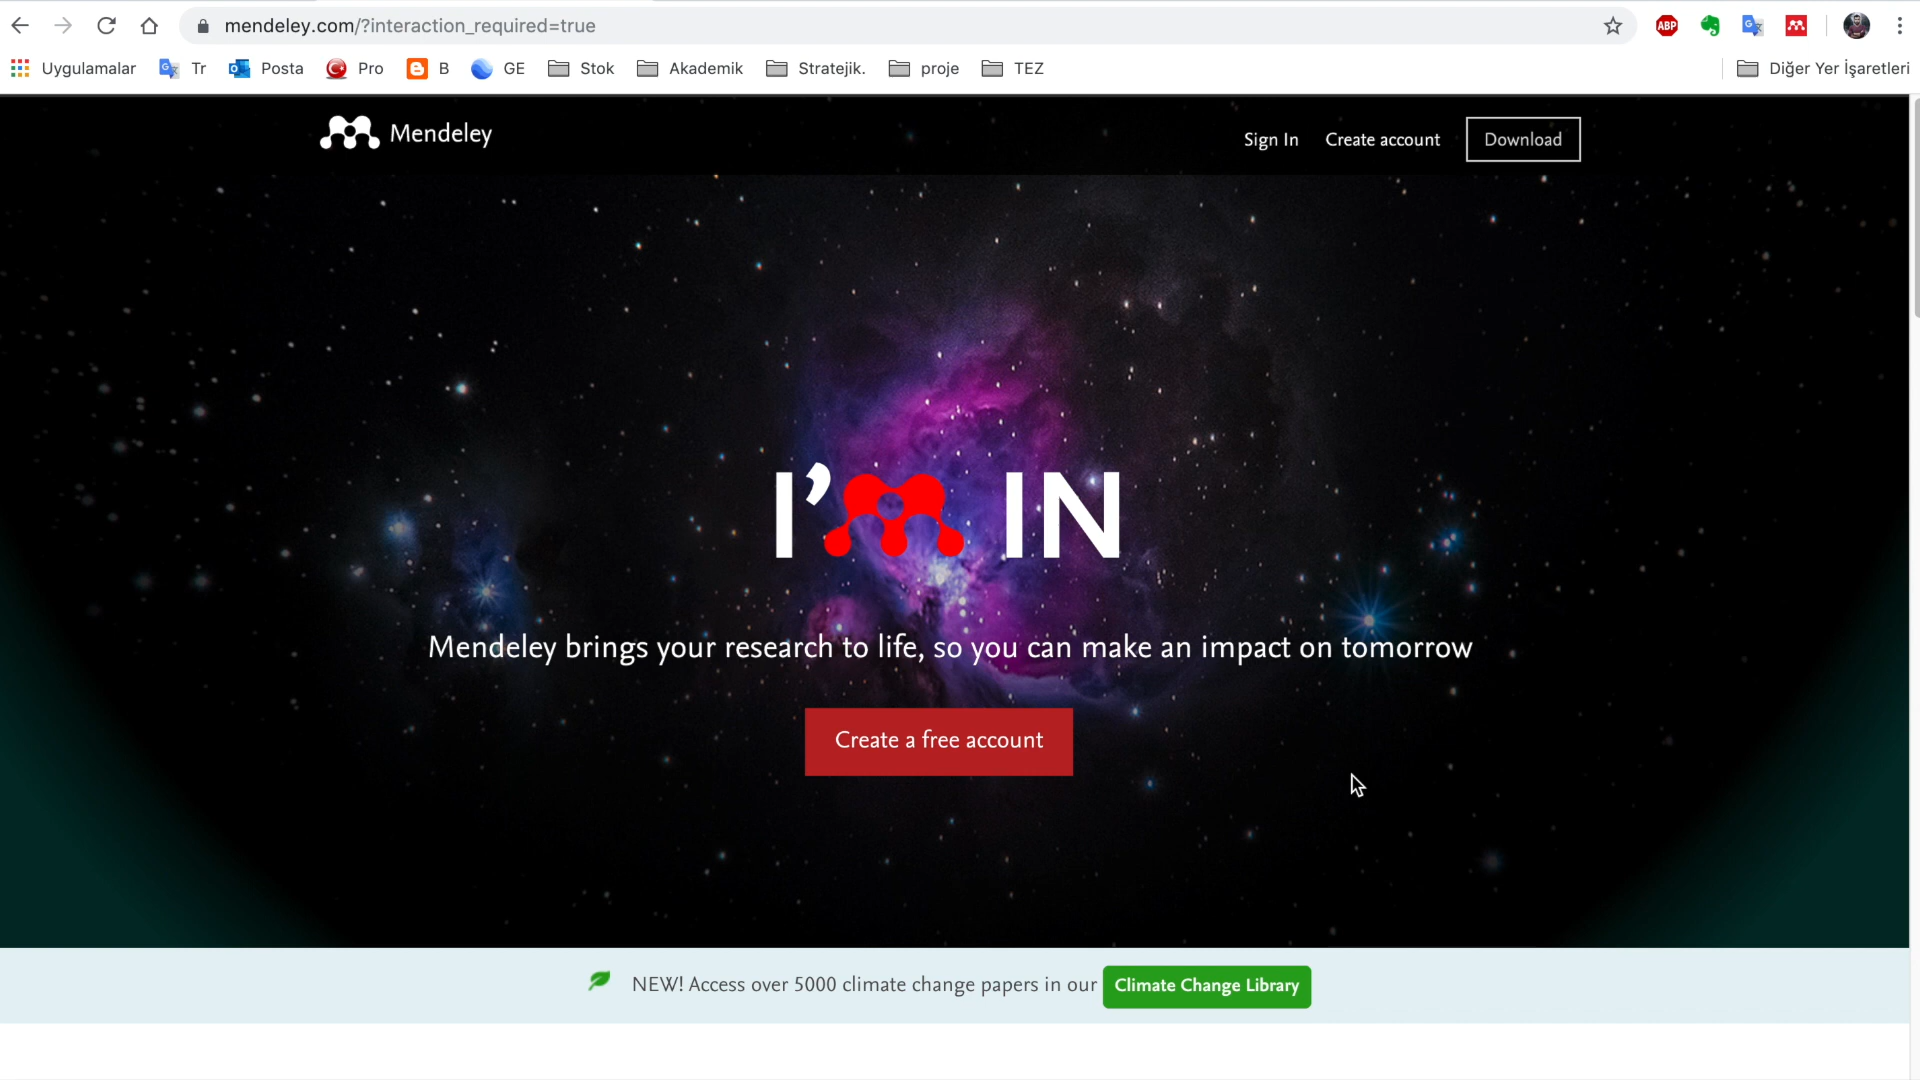 mendeley.com/?interaction_required=true
ABP
Uygulamalar Tr Posta Pro B GE Stok Akademik Stratejik. proje TEZ Diğer Yer İşaretleri
Mendeley Sign In Create account Download
I'M IN
Mendeley brings your research to life, so you can make an impact on tomorrow
Create a free account
NEW! Access over 5000 climate change papers in our Climate Change Library